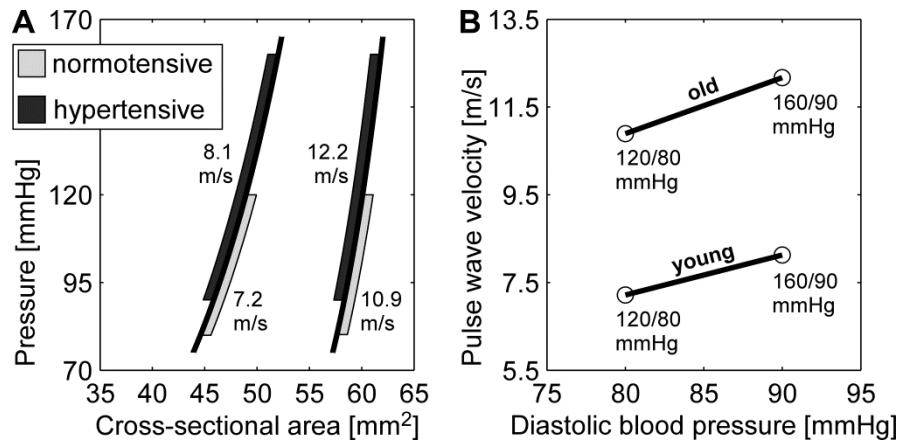 A
170
normotensive
hypertensive
8.1
m/s
12.2
m/s
120
Pressure [mmHg]
95
7.2
m/s
10.9
m/s
70
35 40 45 50 55 60 65
Cross-sectional area [mm²]
B
13.5
old
160/90
mmHg
11.5
120/80
mmHg
Pulse wave velocity [m/s]
9.5
young
160/90
mmHg
7.5
120/80
mmHg
5.5
75 80 85 90 95
Diastolic blood pressure [mmHg]